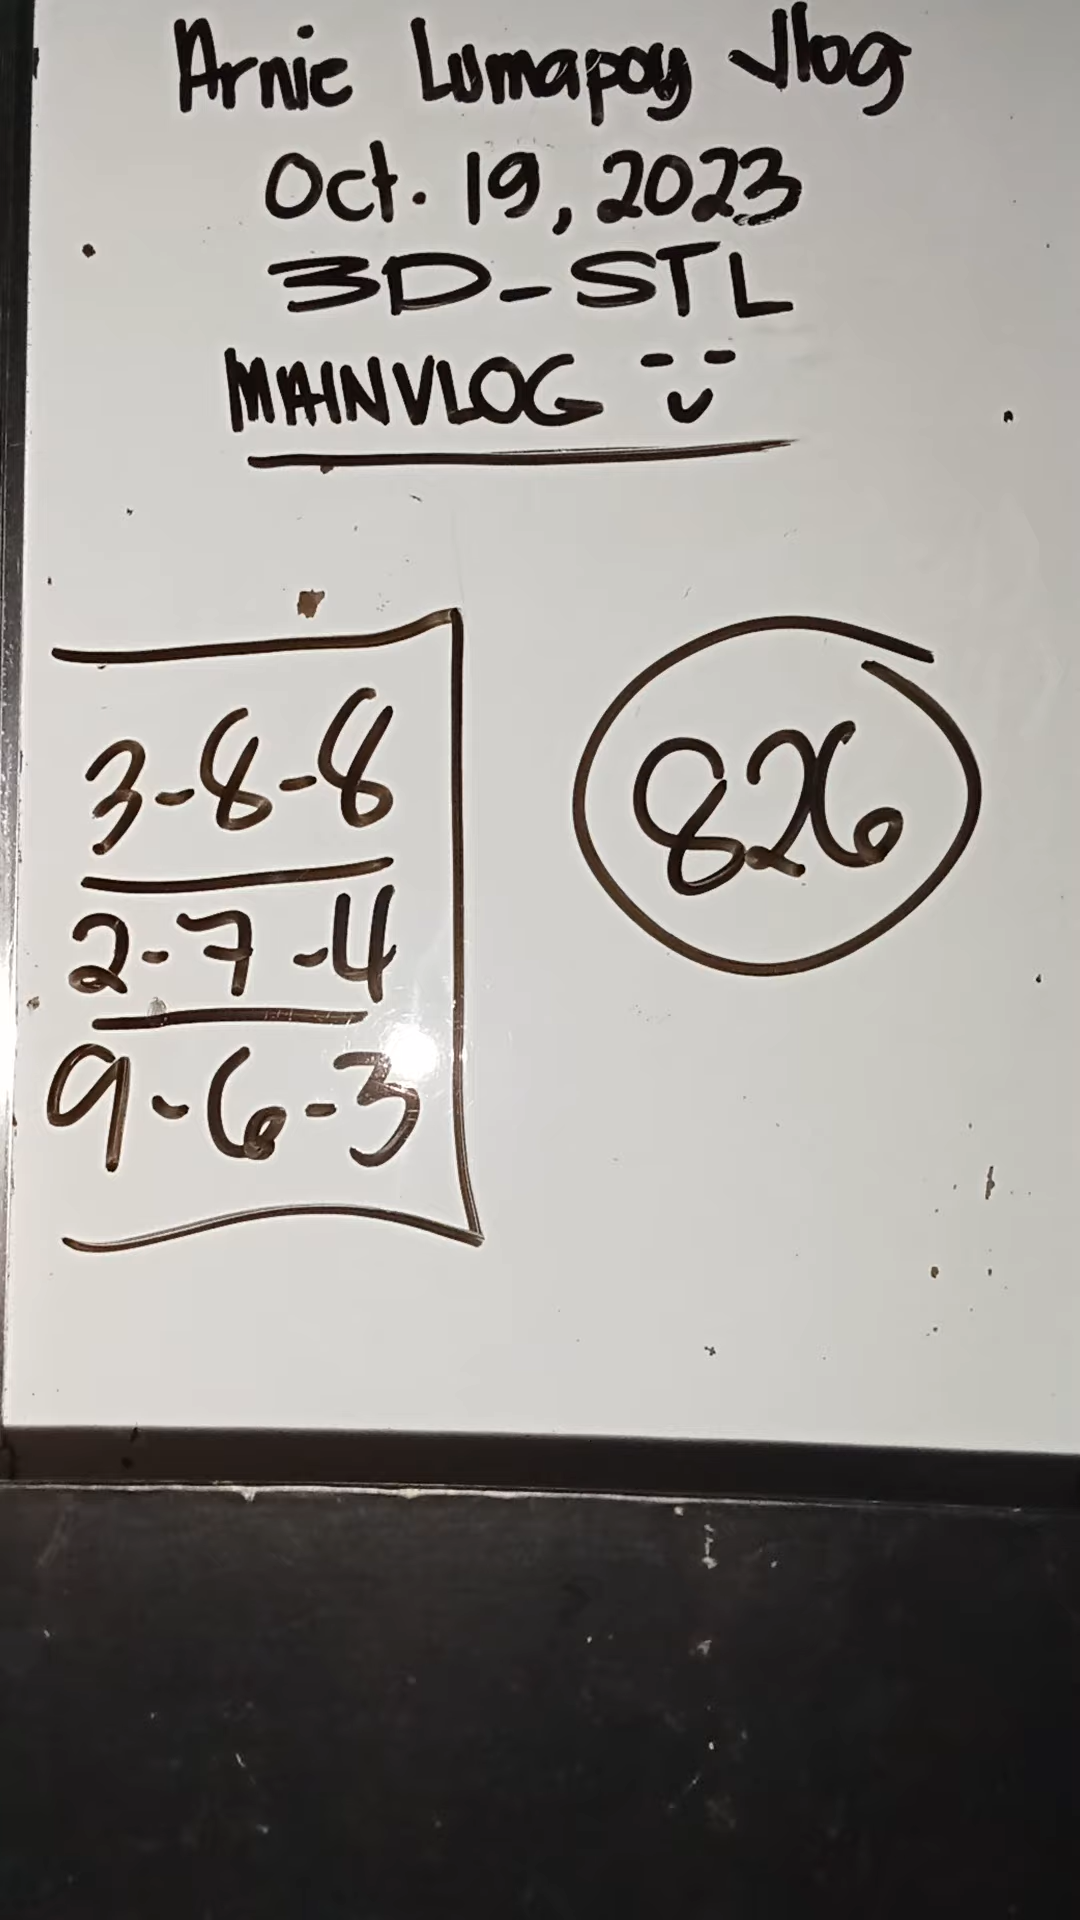 Arnie Lumapoy Vlog
Oct. 19, 2023
3D-STL
MAINVLOG
3-8-8
2-7-4
9-6-3
826